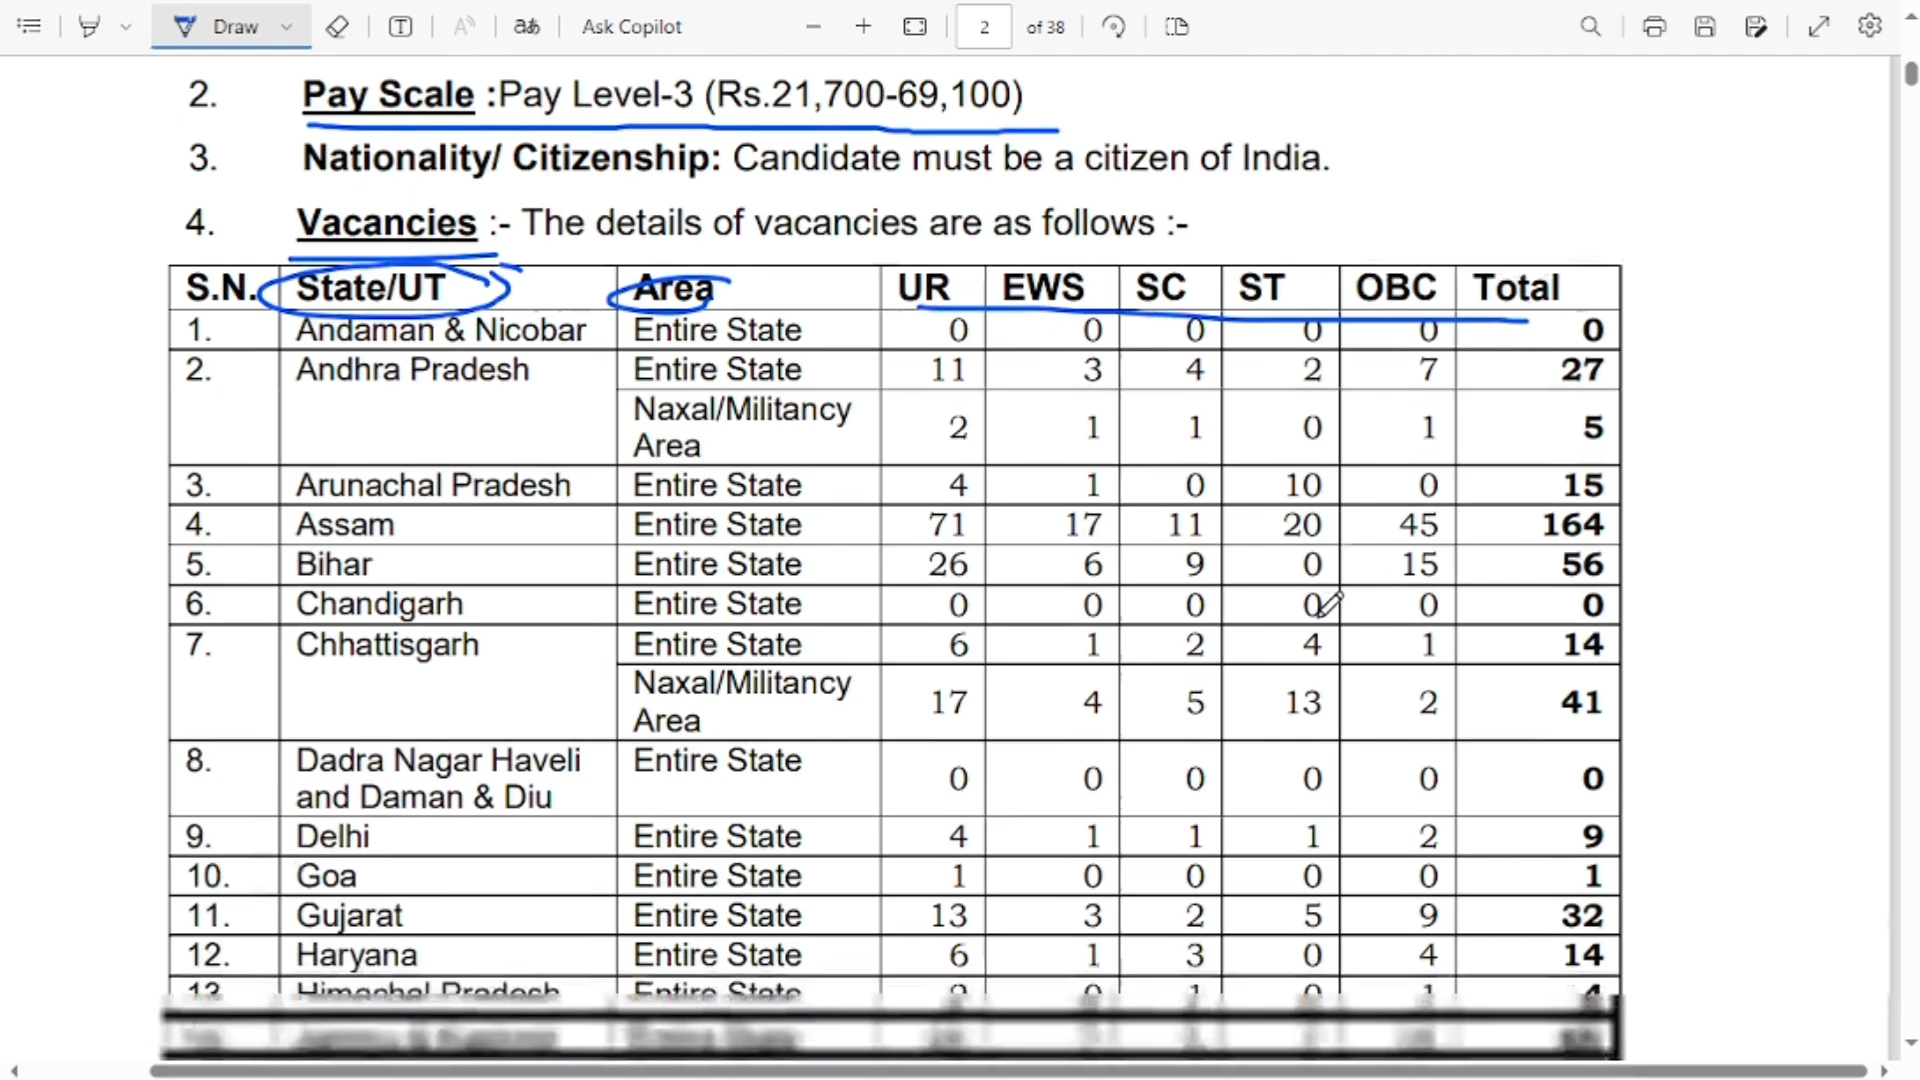 Draw
Ask Copilot
2 of 38
2. Pay Scale :Pay Level-3 (Rs.21,700-69,100)
3. Nationality/ Citizenship: Candidate must be a citizen of India.
4. Vacancies :- The details of vacancies are as follows :-
S.N. State/UT Area UR EWS SC ST OBC Total
1. Andaman & Nicobar Entire State 0 0 0 0 0 0
2. Andhra Pradesh Entire State 11 3 4 2 7 27
Naxal/Militancy
Area 2 1 1 0 1 5
3. Arunachal Pradesh Entire State 4 1 0 10 0 15
4. Assam Entire State 71 17 11 20 45 164
5. Bihar Entire State 26 6 9 0 15 56
6. Chandigarh Entire State 0 0 0 0 0 0
7. Chhattisgarh Entire State 6 1 2 4 1 14
Naxal/Militancy
Area 17 4 5 13 2 41
8. Dadra Nagar Haveli Entire State
and Daman & Diu 0 0 0 0 0 0
9. Delhi Entire State 4 1 1 1 2 9
10. Goa Entire State 1 0 0 0 0 1
11. Gujarat Entire State 13 3 2 5 9 32
12. Haryana Entire State 6 1 3 0 4 14
13. Himachal Pradesh Entire State